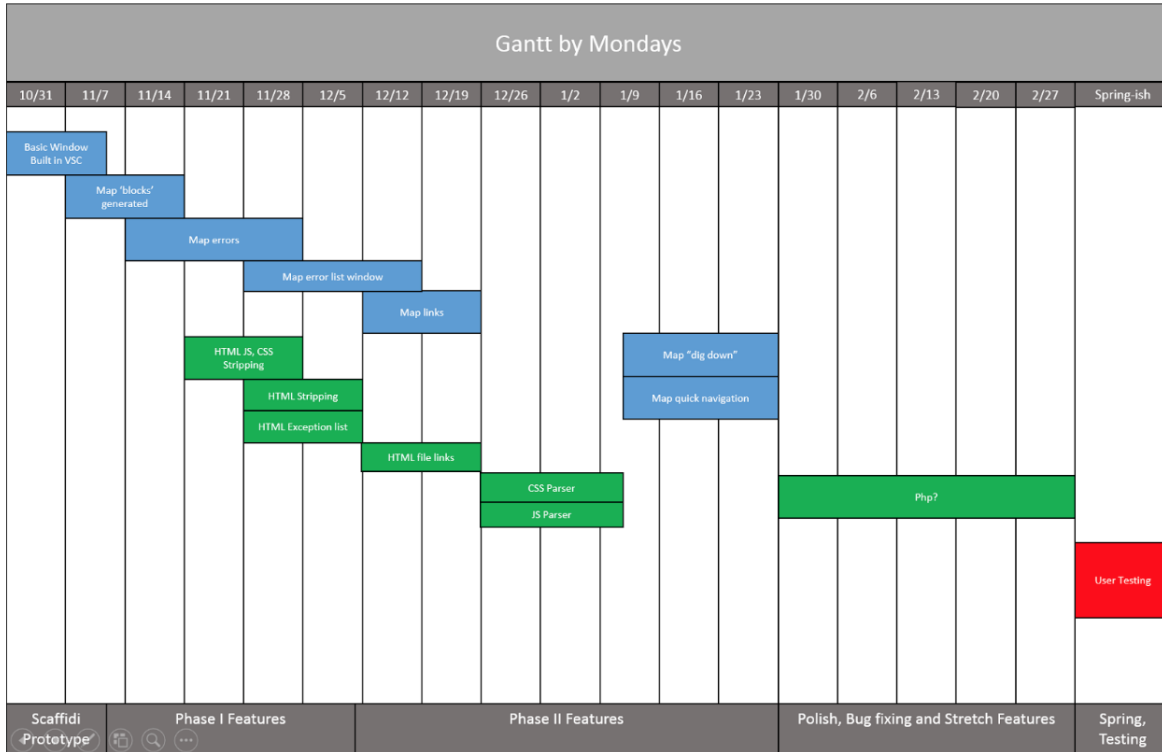 Gantt by Mondays
10/31 11/7 11/14 11/21 11/28 12/5 12/12 12/19 12/26 1/2 1/9 1/16 1/23 1/30 2/6 2/13 2/20 2/27 Spring-ish
Basic Window
Built in VSC
Map ‘blocks’
generated
Map errors
Map error list window
Map links
HTML JS, CSS
Stripping
Map “dig down”
HTML Stripping
Map quick navigation
HTML Exception list
HTML file links
CSS Parser
Php?
JS Parser
User Testing
Scaffidi
Prototype
Phase I Features
Phase II Features
Polish, Bug fixing and Stretch Features
Spring,
Testing